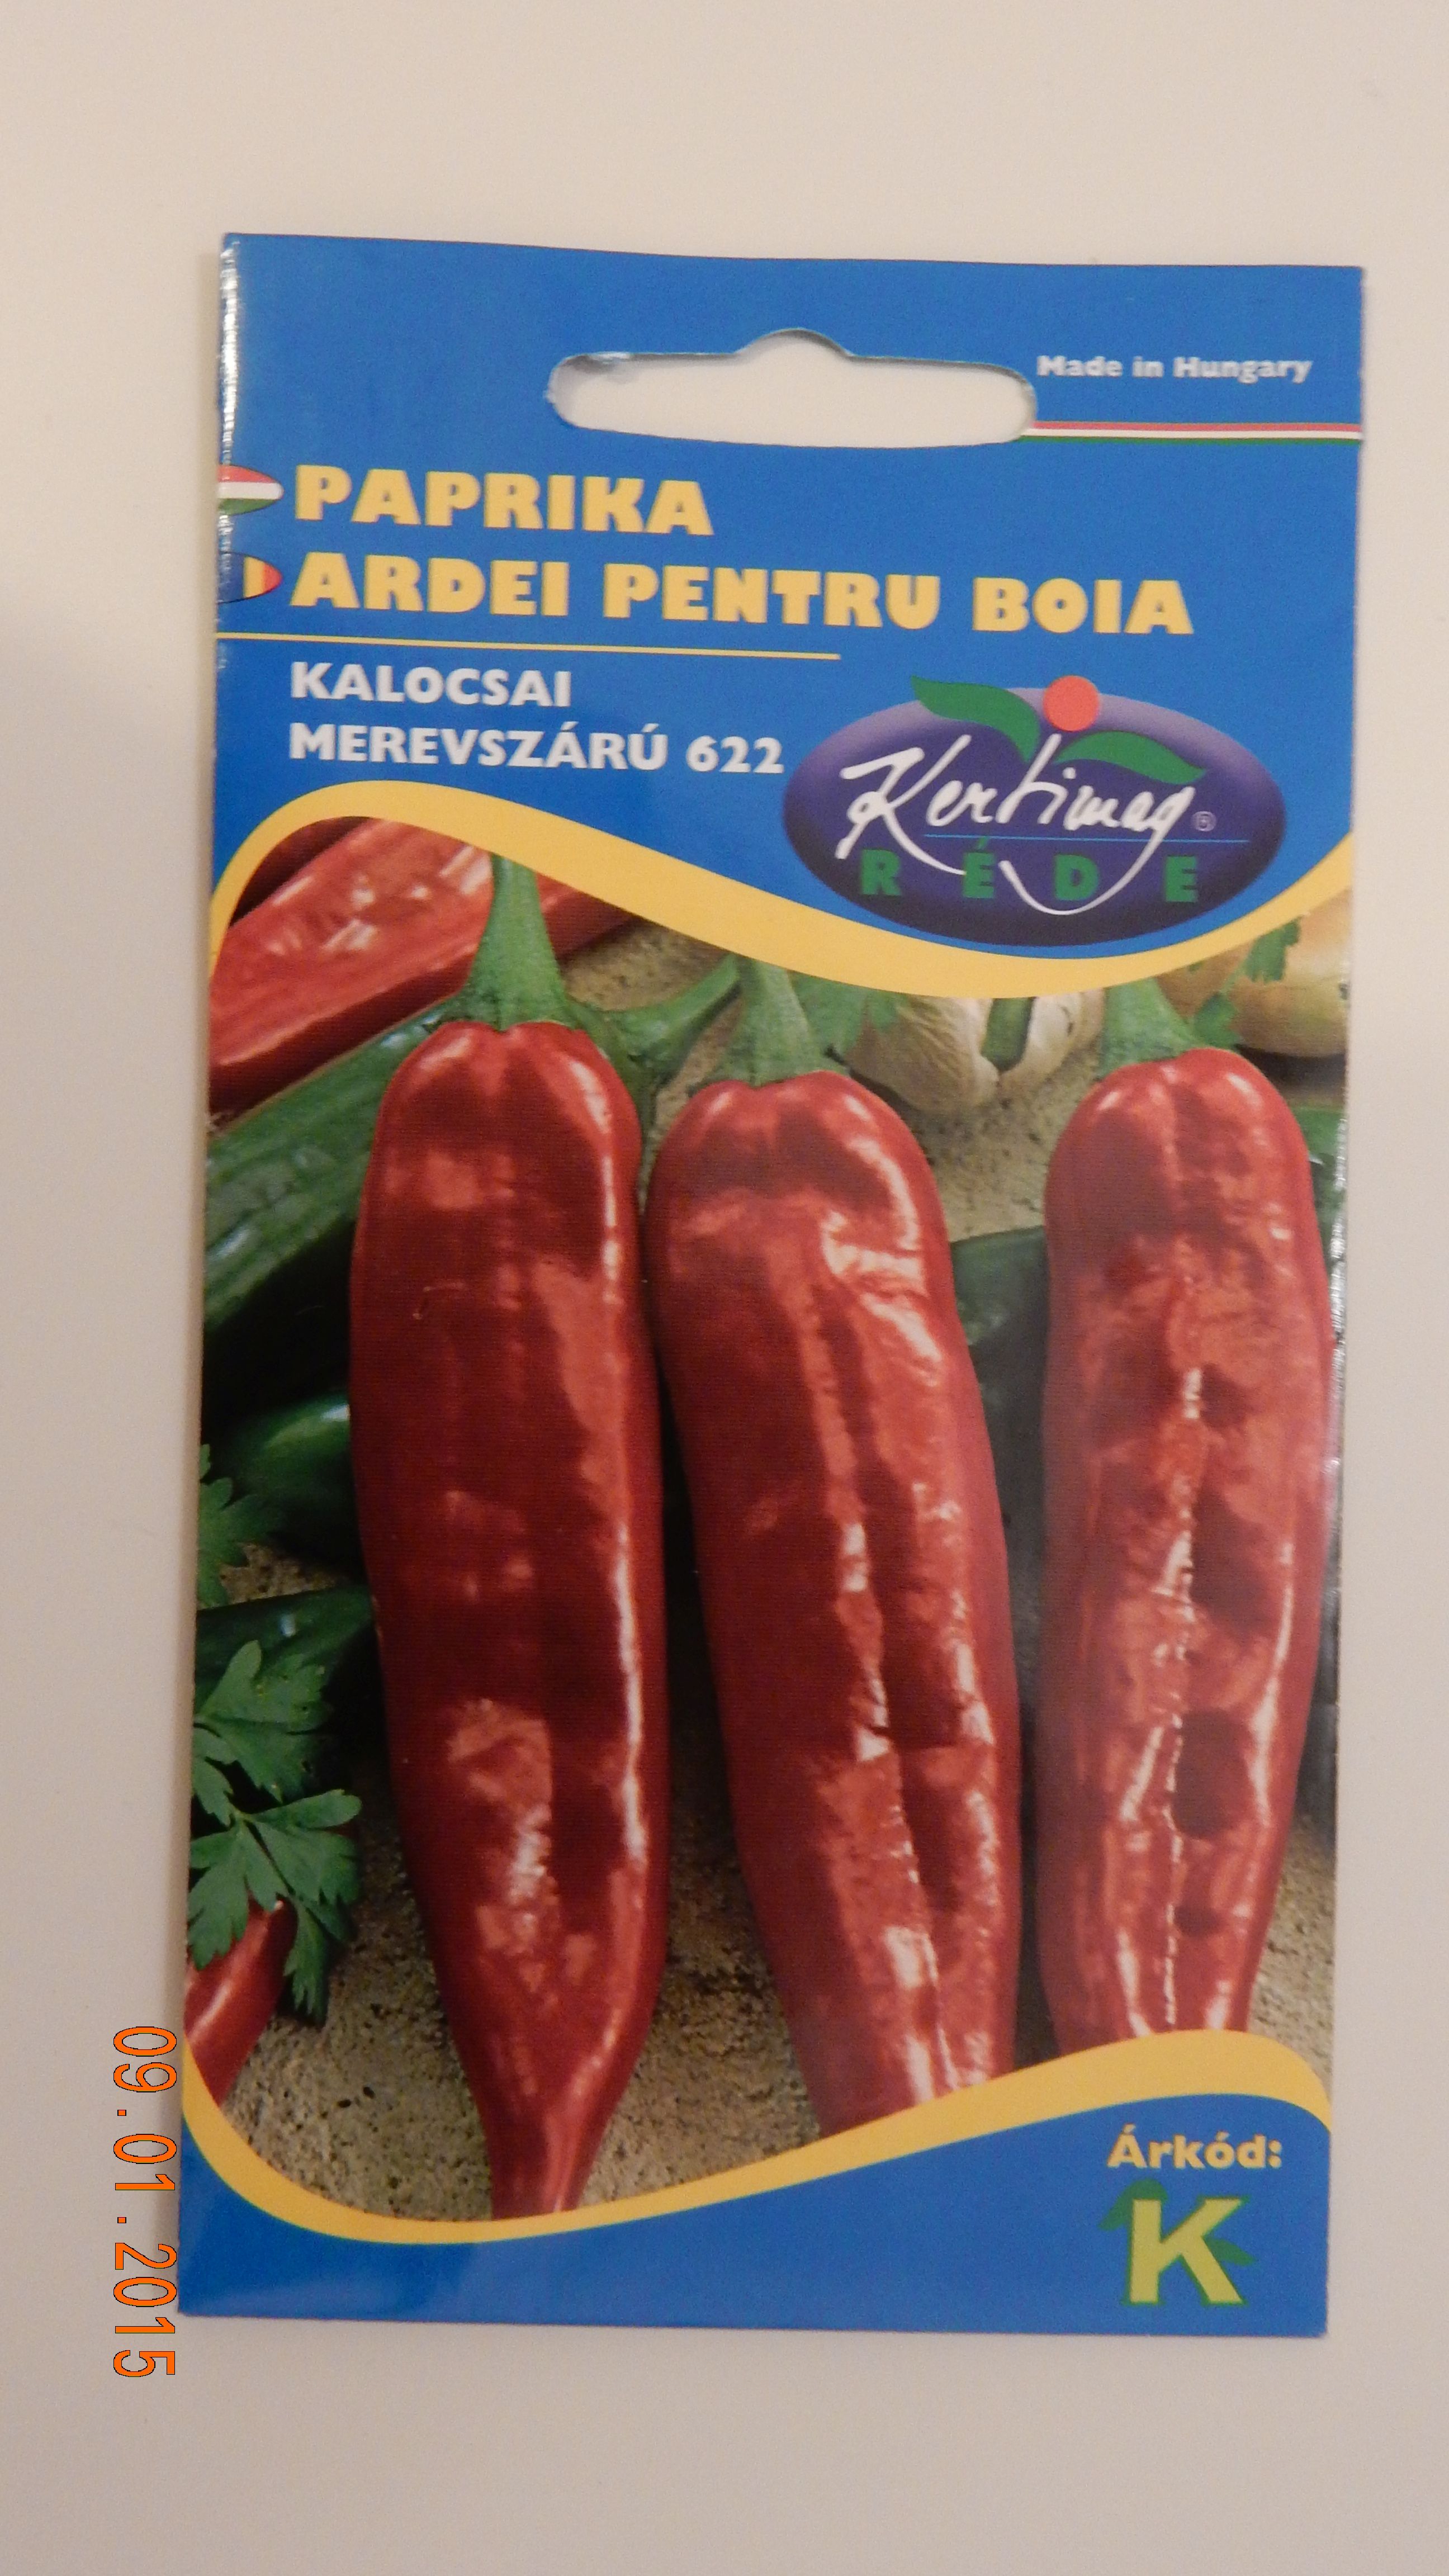 Made in Hungary
PAPRIKA
ARDEI PENTRU BOIA
KALOCSAI
MEREVSZÁRÚ 622
Kertimag®
RÉDE
Árkód:
K
09.01.2015